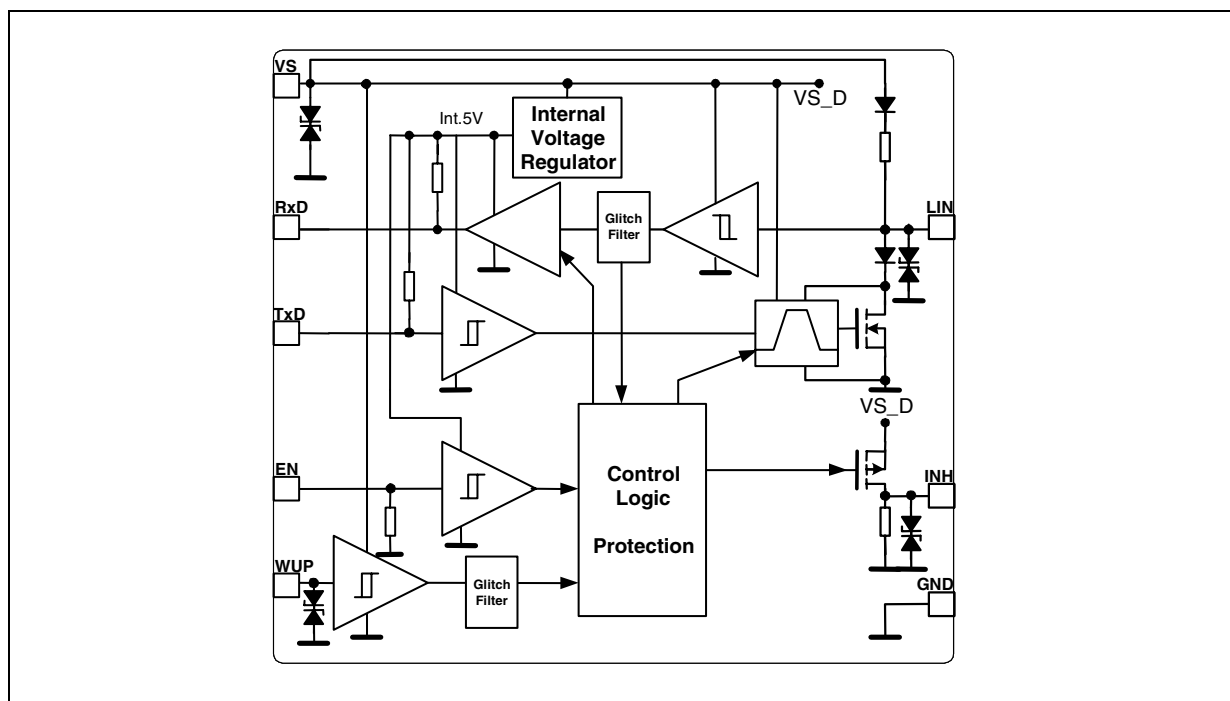 VS
VS_D
Internal
Voltage
Regulator
Int.5V
RxD
Glitch
Filter
LIN
TxD
VS_D
EN
Control
Logic
Protection
INH
WUP
Glitch
Filter
GND